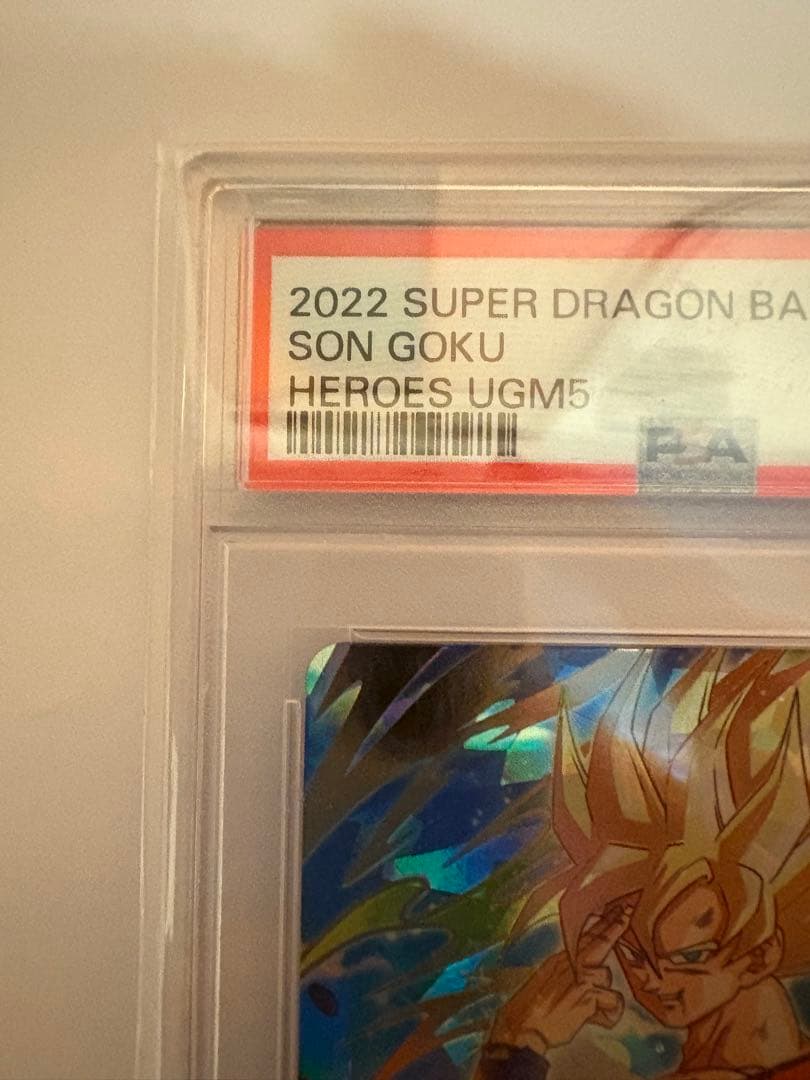 2022 SUPER DRAGON BA
SON GOKU
HEROES UGM5
PSA